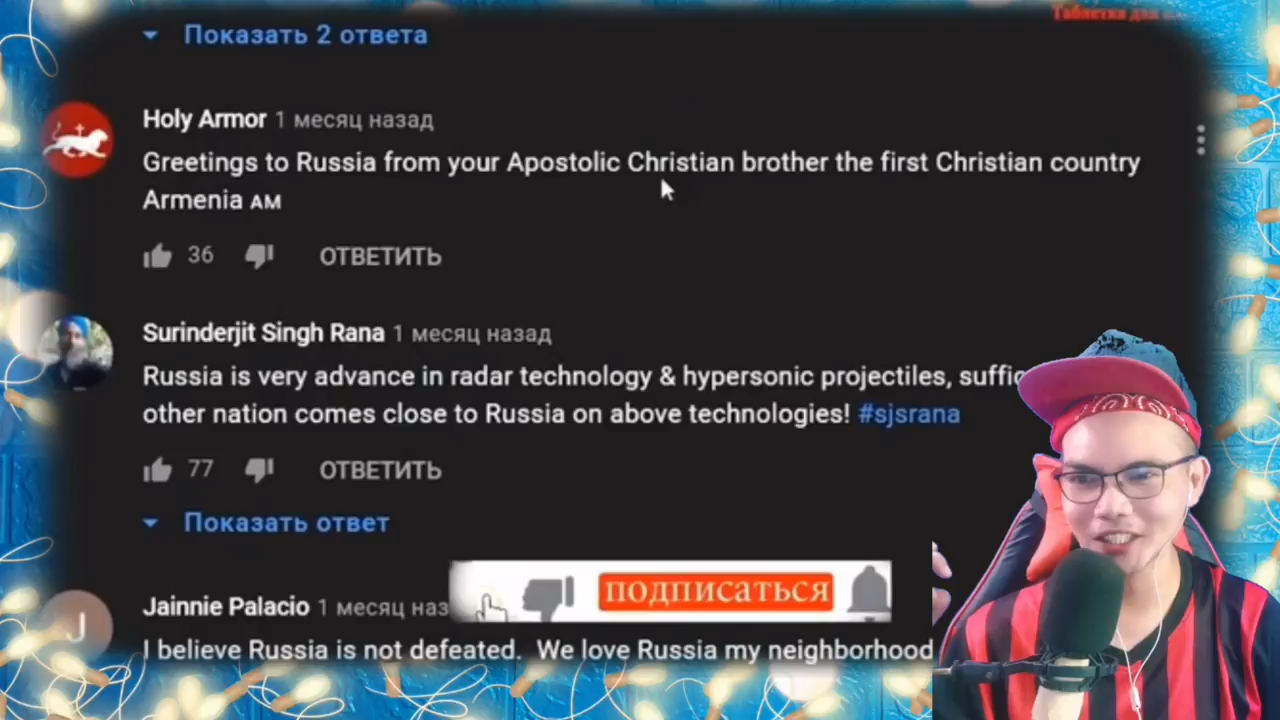 Таблетка для
Показать 2 ответа
Holy Armor 1 месяц назад
Greetings to Russia from your Apostolic Christian brother the first Christian country
Armenia ᴀᴍ
36 ОТВЕТИТЬ
Surinderjit Singh Rana 1 месяц назад
Russia is very advance in radar technology & hypersonic projectiles,
other nation comes close to Russia on above technologies! #sjsrana
77 ОТВЕТИТЬ
Показать ответ
подписаться
Jainnie Palacio 1 месяц наз
I believe Russia is not defeated. We love Russia my neighborhood
J